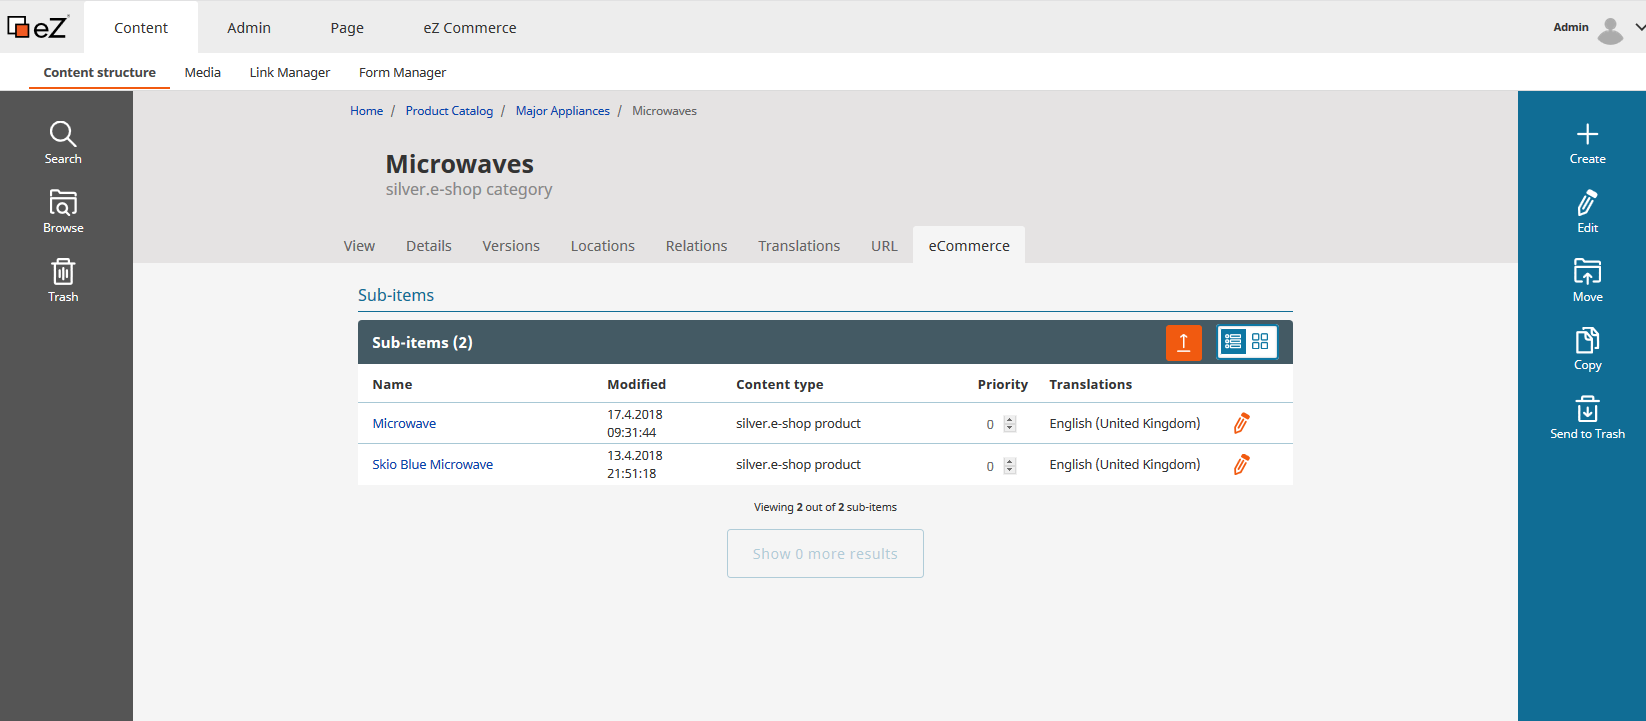 eZ Content Admin Page eZ Commerce Admin
Content structure Media Link Manager Form Manager
Search
Browse
Trash
Home / Product Catalog / Major Appliances / Microwaves
Microwaves
silver.e-shop category
View Details Versions Locations Relations Translations URL eCommerce
Sub-items
Sub-items (2)
Name Modified Content type Priority Translations
Microwave 17.4.2018 09:31:44 silver.e-shop product 0 English (United Kingdom)
Skio Blue Microwave 13.4.2018 21:51:18 silver.e-shop product 0 English (United Kingdom)
Viewing 2 out of 2 sub-items
Show 0 more results
Create
Edit
Move
Copy
Send to Trash